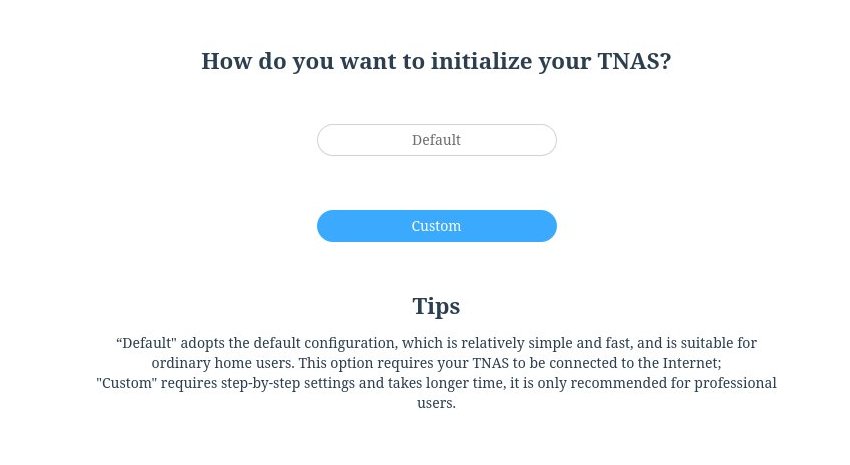 How do you want to initialize your TNAS?
Default
Custom
Tips
“Default" adopts the default configuration, which is relatively simple and fast, and is suitable for
ordinary home users. This option requires your TNAS to be connected to the Internet;
"Custom" requires step-by-step settings and takes longer time, it is only recommended for professional
users.